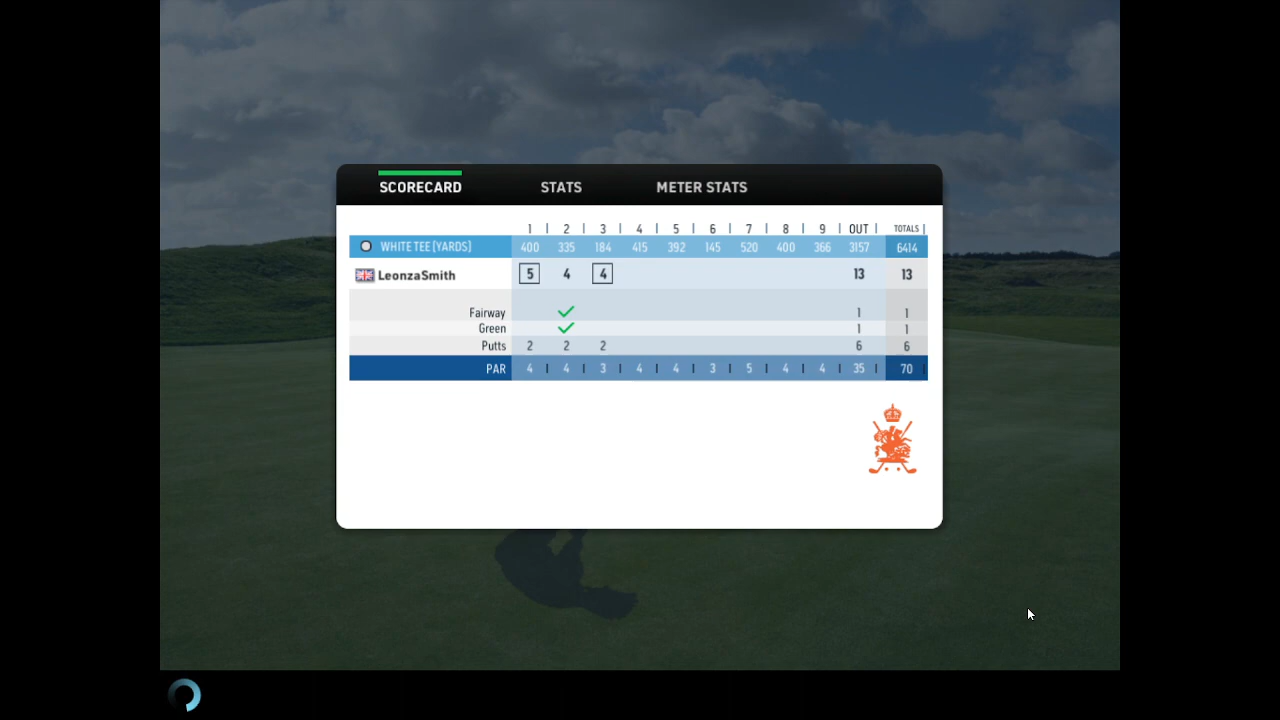 SCORECARD STATS METER STATS
1 | 2 | 3 | 4 | 5 | 6 | 7 | 8 | 9 | OUT | TOTALS |
WHITE TEE (YARDS) 400 335 184 415 392 145 520 400 366 3157 6414
LeonzaSmith 5 4 4 13 13
Fairway ✓ 1 1
Green ✓ 1 1
Putts 2 2 2 6 6
PAR 4 | 4 | 3 | 4 | 4 | 3 | 5 | 4 | 4 | 35 | 70